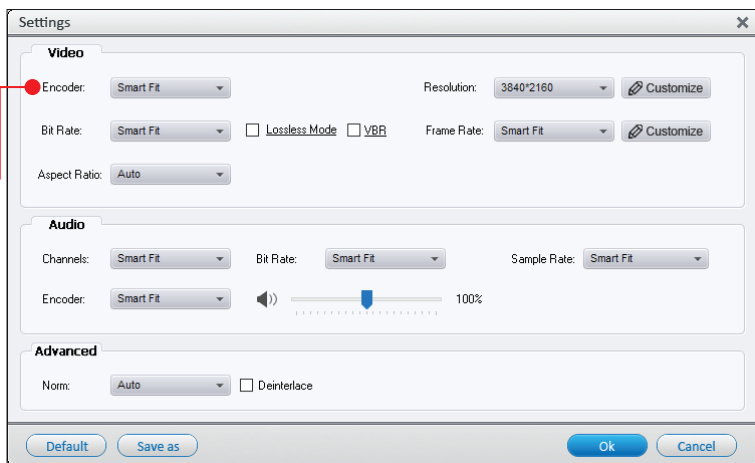 Settings
Video
Encoder: Smart Fit Resolution: 3840*2160 Customize
Bit Rate: Smart Fit Lossless Mode VBR Frame Rate: Smart Fit Customize
Aspect Ratio: Auto
Audio
Channels: Smart Fit Bit Rate: Smart Fit Sample Rate: Smart Fit
Encoder: Smart Fit 100%
Advanced
Norm: Auto Deinterlace
Default Save as Ok Cancel